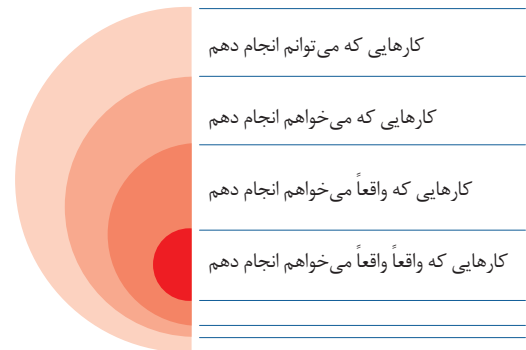 کارهایی که می‌توانم انجام دهم
کارهایی که می‌خواهم انجام دهم
کارهایی که واقعاً می‌خواهم انجام دهم
کارهایی که واقعاً واقعاً می‌خواهم انجام دهم